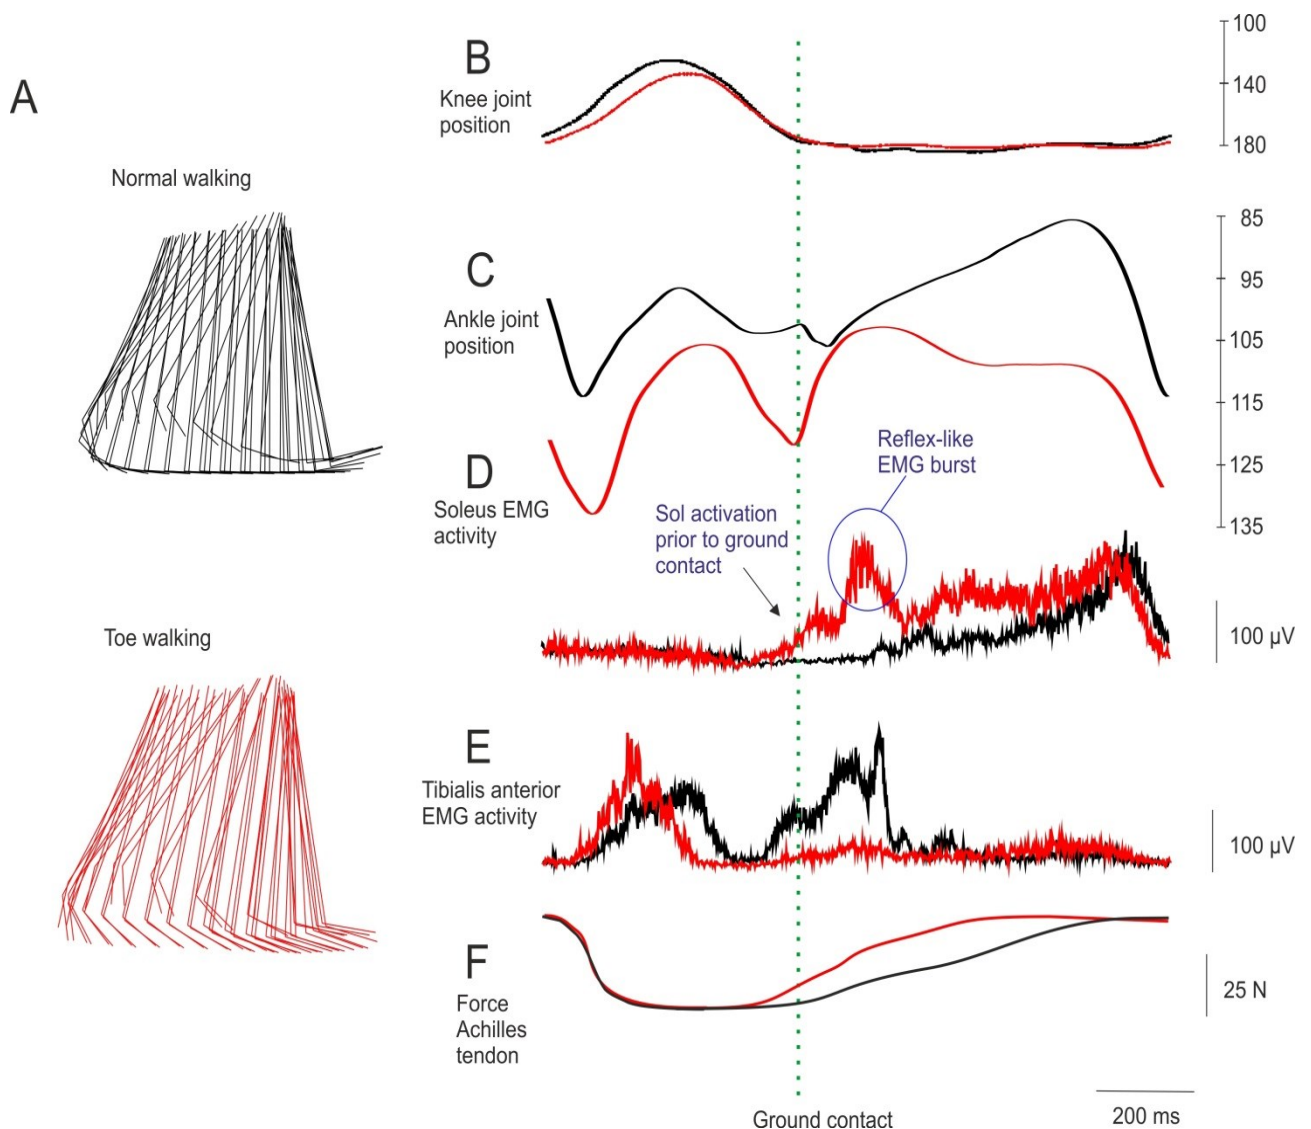 A
Normal walking
Toe walking
B
Knee joint
position
100
140
180
C
Ankle joint
position
85
95
105
115
125
135
D
Soleus EMG
activity
Sol activation
prior to ground
contact
Reflex-like
EMG burst
100 µV
E
Tibialis anterior
EMG activity
100 µV
F
Force
Achilles
tendon
25 N
Ground contact
200 ms